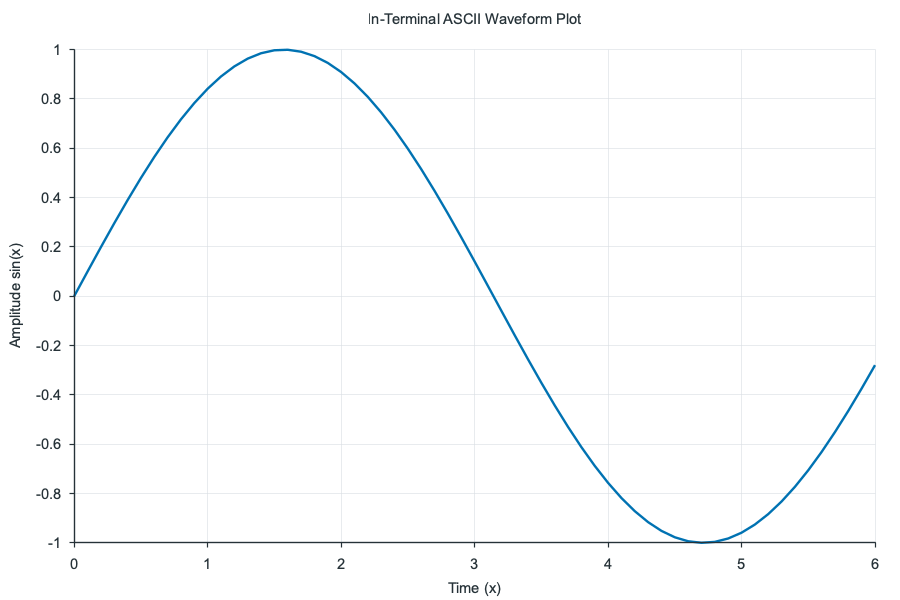 In-Terminal ASCII Waveform Plot
1
0.8
0.6
0.4
0.2
0
-0.2
-0.4
-0.6
-0.8
-1
Amplitude sin(x)
0 1 2 3 4 5 6
Time (x)